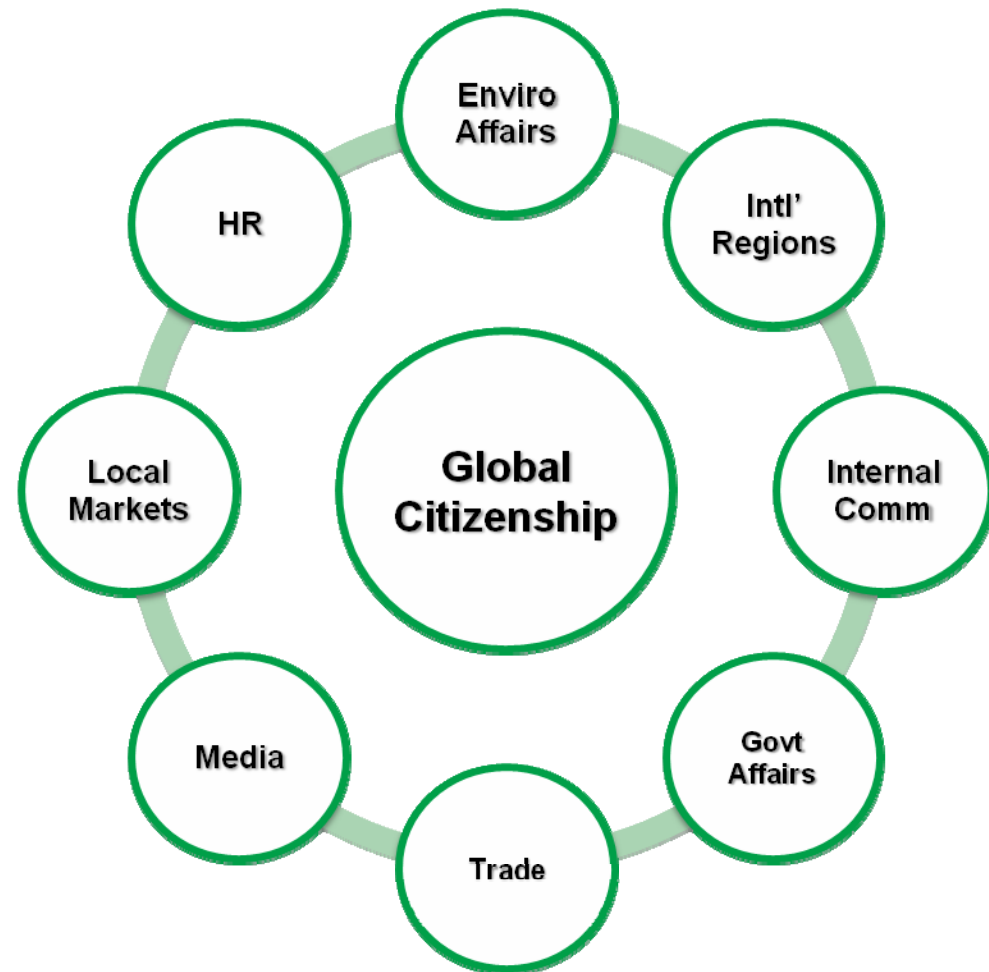 Enviro
Affairs
Intl'
Regions
Internal
Comm
Govt
Affairs
Trade
Media
Local
Markets
HR
Global
Citizenship